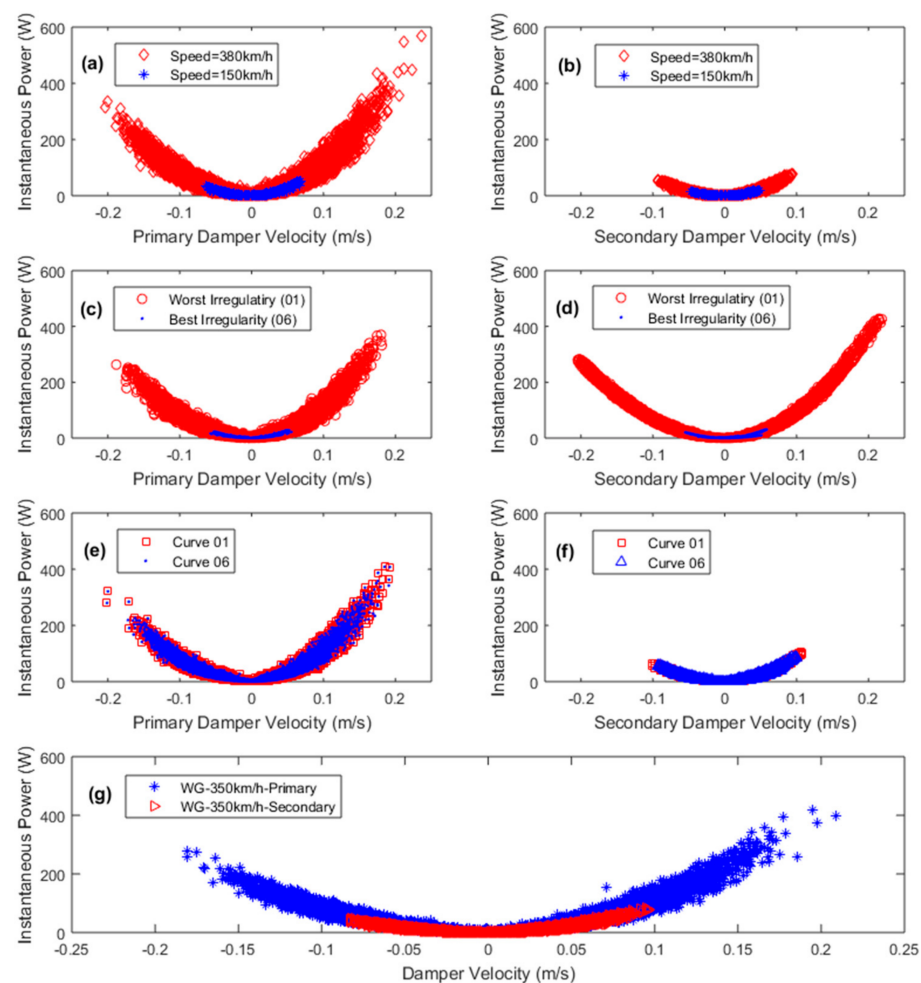 600
400
200
0
Instantaneous Power (W)
(a)
Speed=380km/h
Speed=150km/h
-0.2 -0.1 0 0.1 0.2
Primary Damper Velocity (m/s)
600
400
200
0
Instantaneous Power (W)
(b)
Speed=380km/h
Speed=150km/h
-0.2 -0.1 0 0.1 0.2
Secondary Damper Velocity (m/s)
600
400
200
0
Instantaneous Power (W)
(c)
Worst Irregulatiry (01)
Best Irregularity (06)
-0.2 -0.1 0 0.1 0.2
Primary Damper Velocity (m/s)
600
400
200
0
Instantaneous Power (W)
(d)
Worst Irregulatiry (01)
Best Irregularity (06)
-0.2 -0.1 0 0.1 0.2
Secondary Damper Velocity (m/s)
600
400
200
0
Instantaneous Power (W)
(e)
Curve 01
Curve 06
-0.2 -0.1 0 0.1 0.2
Primary Damper Velocity (m/s)
600
400
200
0
Instantaneous Power (W)
(f)
Curve 01
Curve 06
-0.2 -0.1 0 0.1 0.2
Secondary Damper Velocity (m/s)
600
400
200
0
Instantaneous Power (W)
(g)
WG-350km/h-Primary
WG-350km/h-Secondary
-0.25 -0.2 -0.15 -0.1 -0.05 0 0.05 0.1 0.15 0.2 0.25
Damper Velocity (m/s)